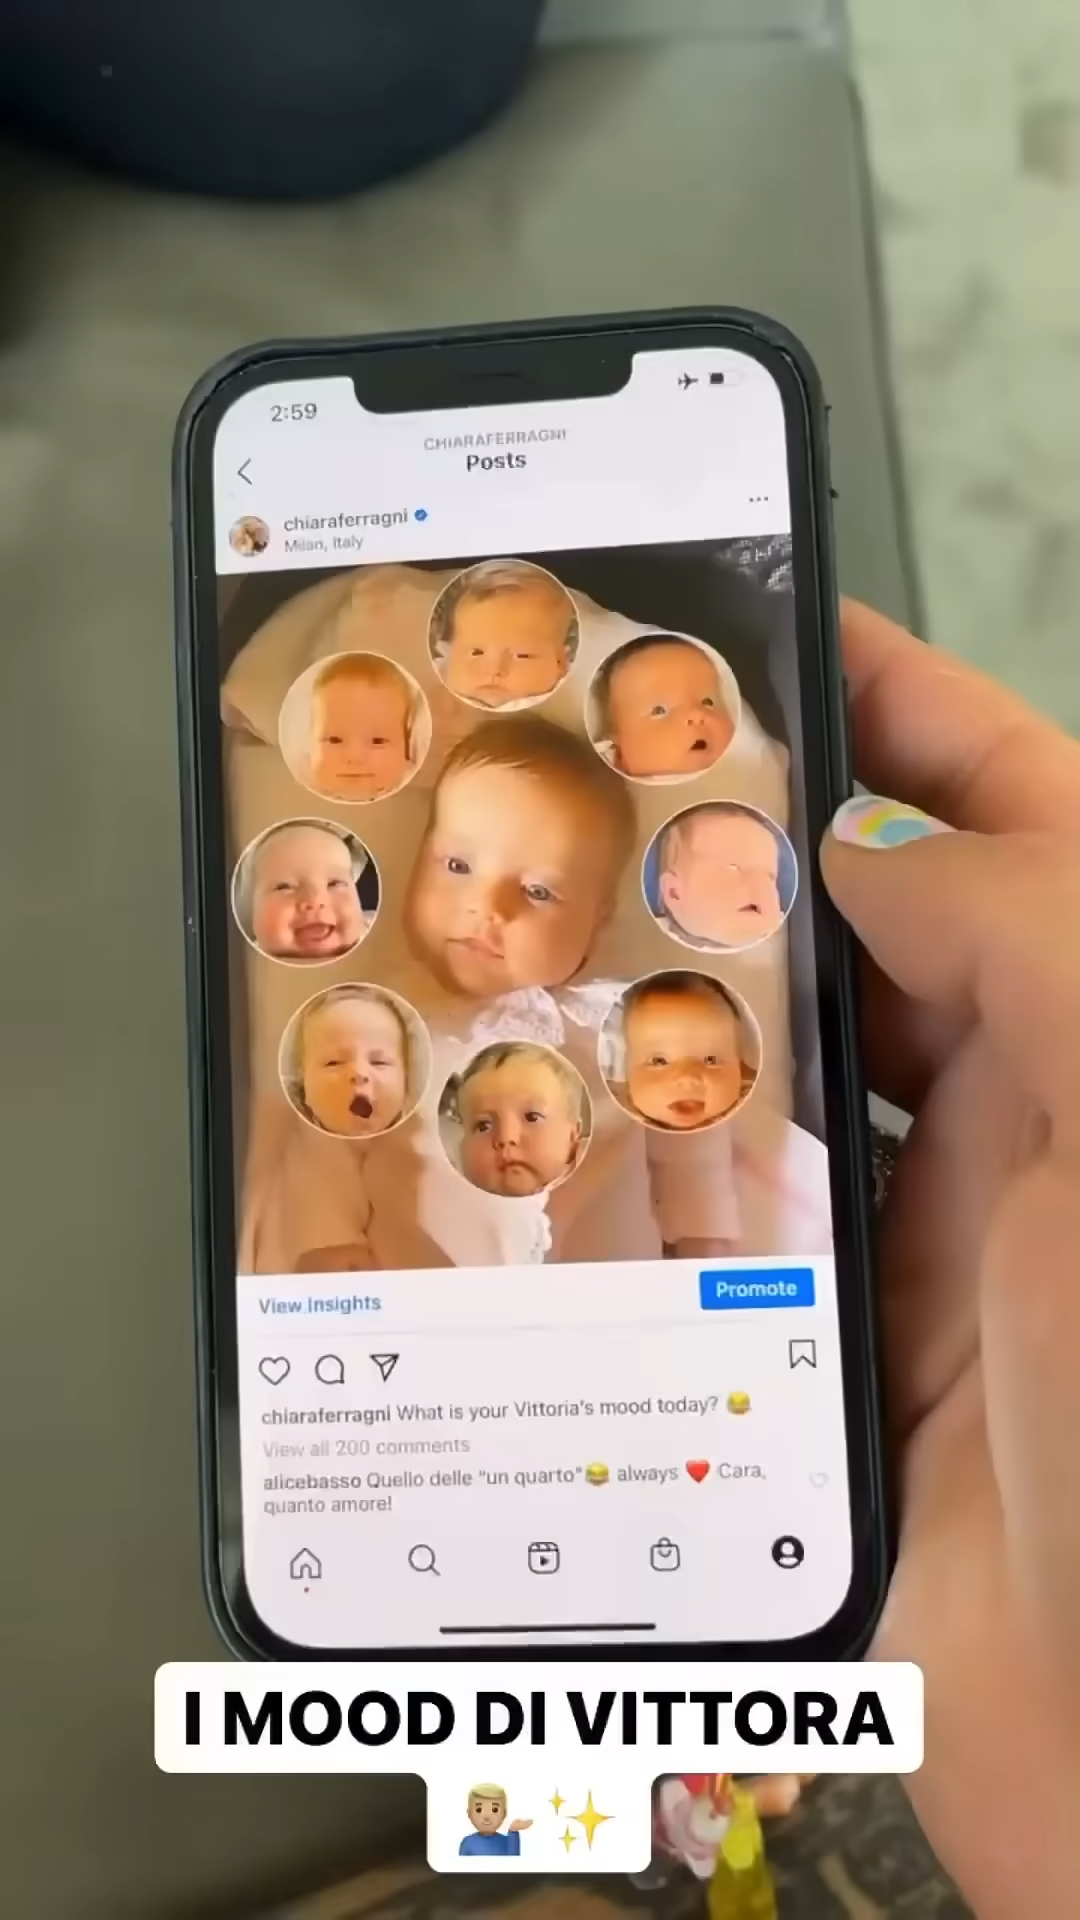 2:59
CHIARAFERRAGNI
Posts
chiaraferragni
Milan, Italy
View Insights
Promote
chiaraferragni What is your Vittoria's mood today? 😂
View all 200 comments
alicebasso Quello delle "un quarto"😂 always ❤️ Cara,
quanto amore!
I MOOD DI VITTORA
💁🏼‍♂️ ✨